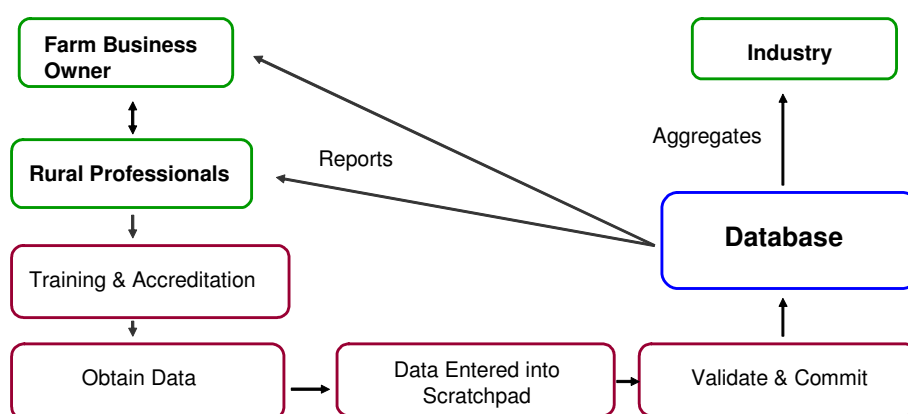 Farm Business
Owner
Industry
Aggregates
Reports
Rural Professionals
Database
Training & Accreditation
Obtain Data
Data Entered into
Scratchpad
Validate & Commit